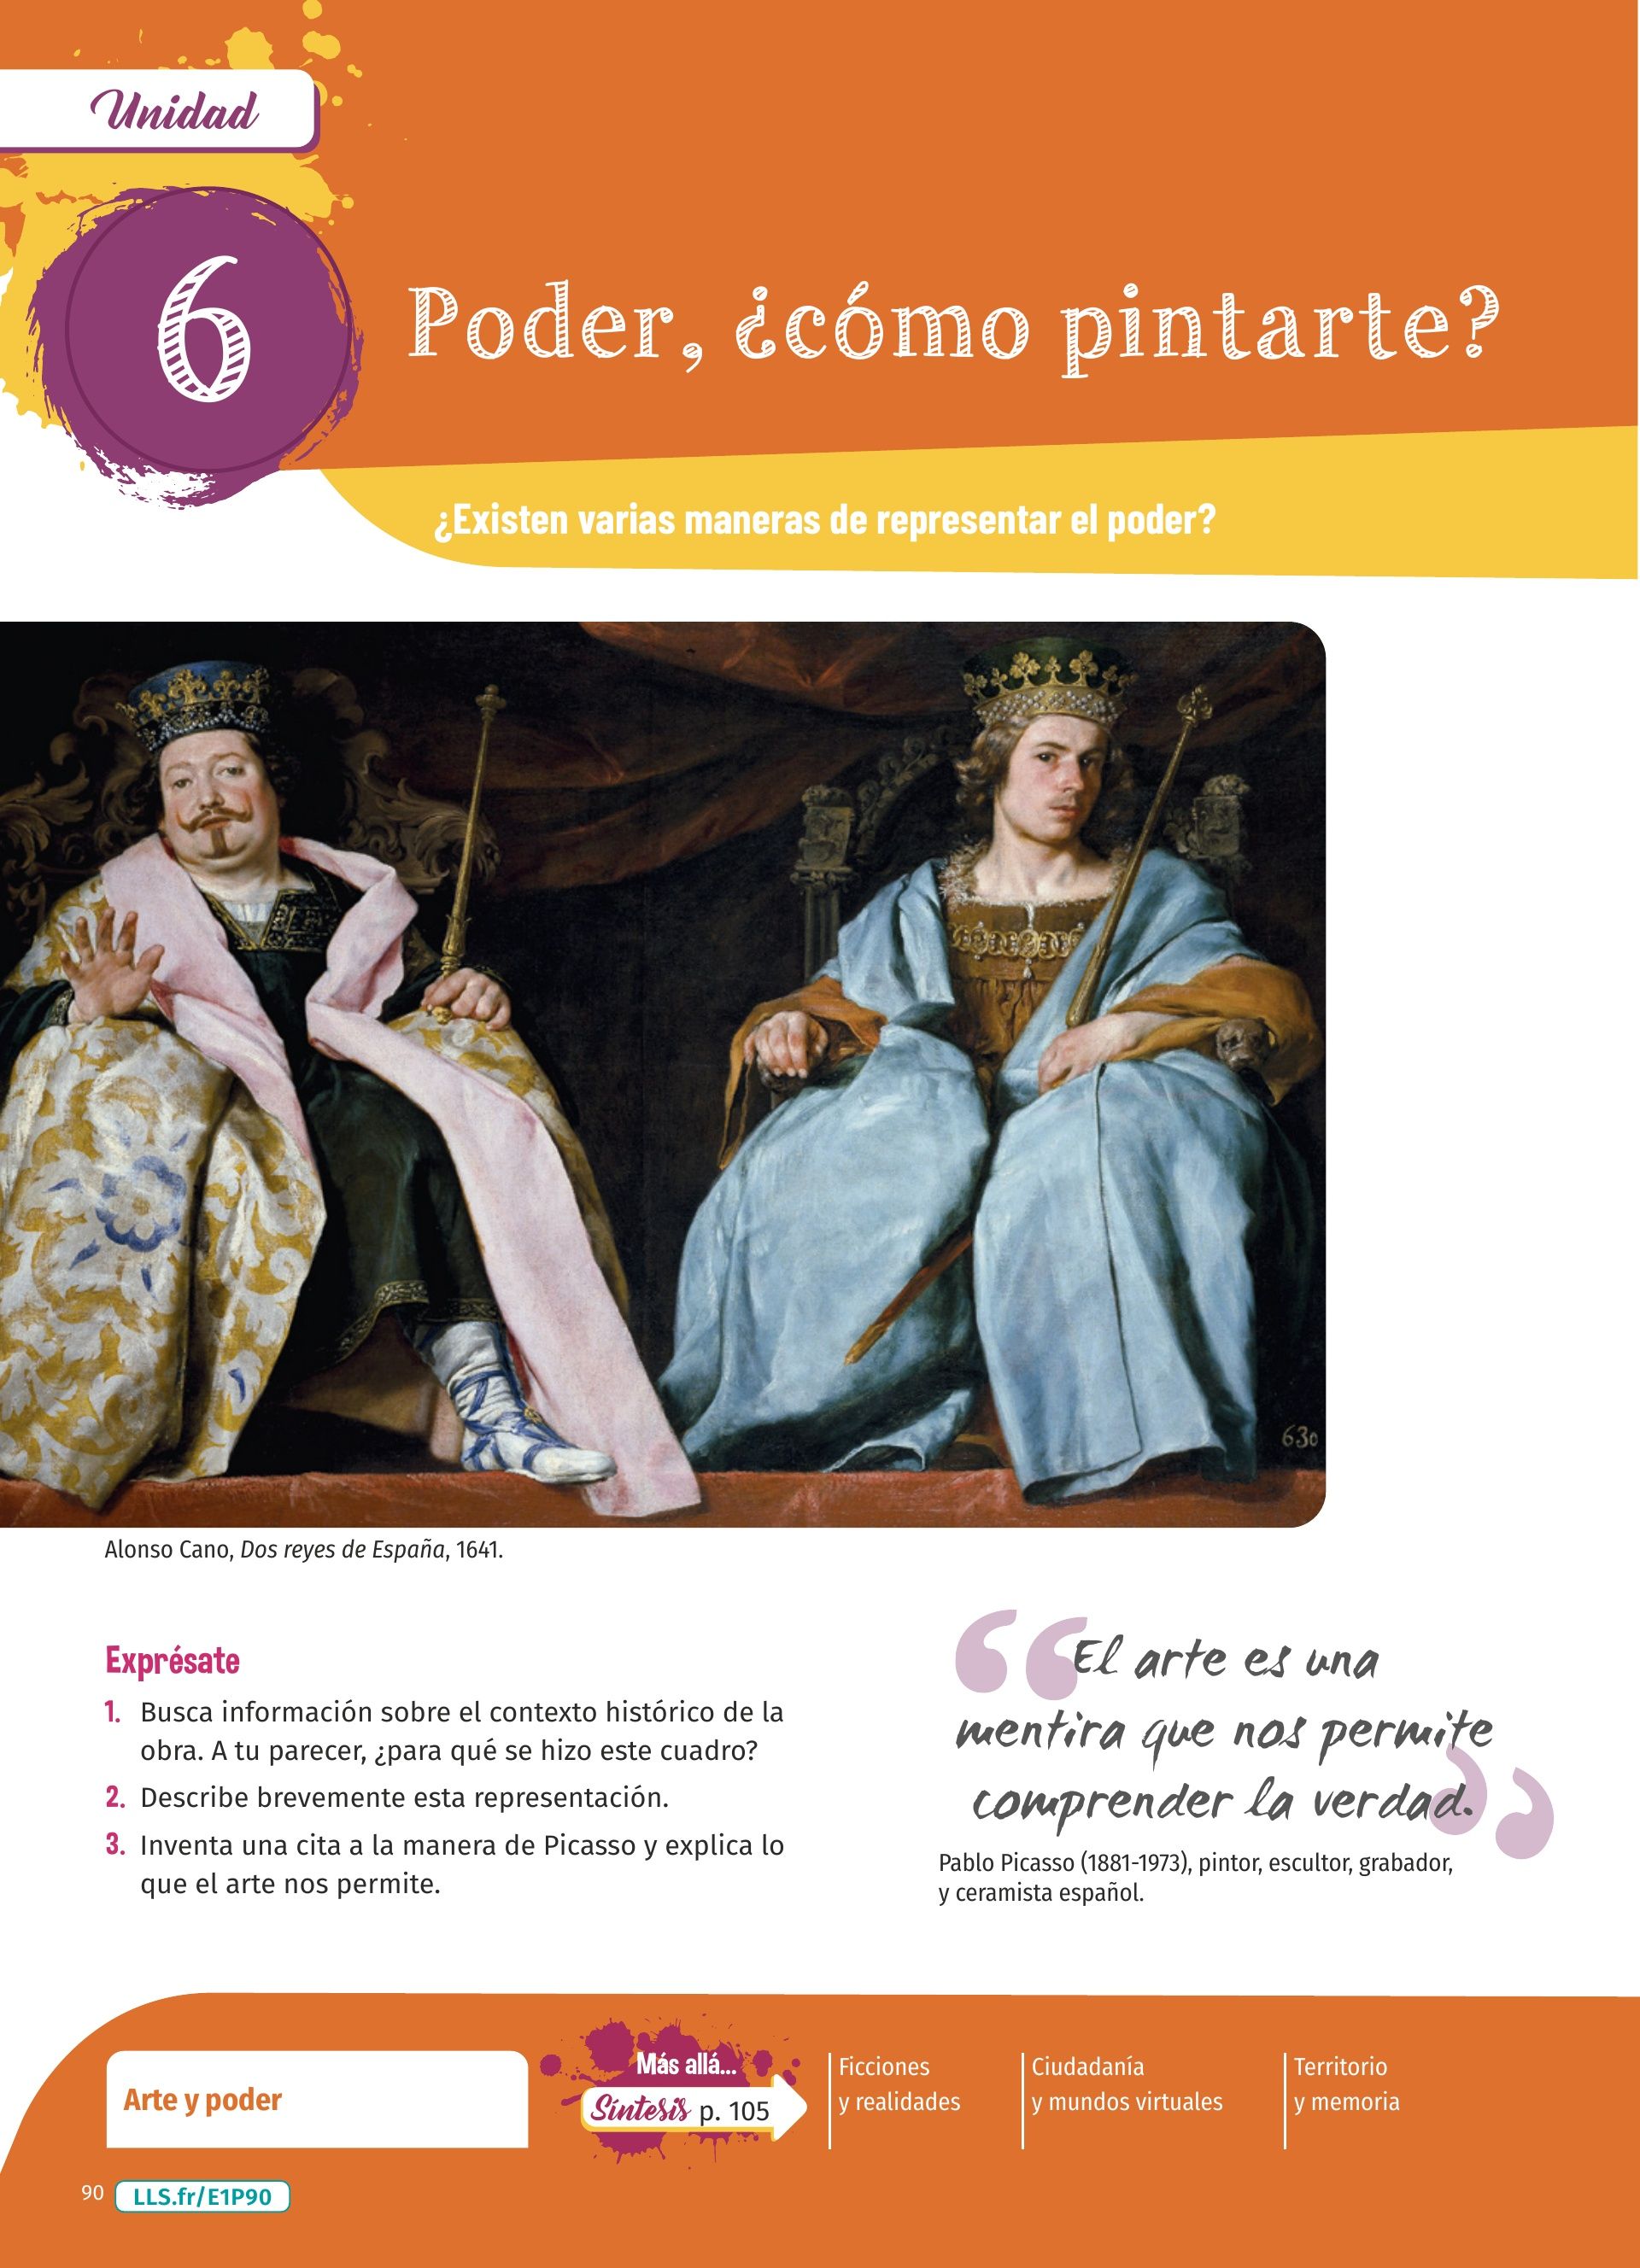 Unidad
6
Poder, ¿cómo pintarte?
¿Existen varias maneras de representar el poder?
630
Alonso Cano, Dos reyes de España, 1641.
Exprésate
1. Busca información sobre el contexto histórico de la
obra. A tu parecer, ¿para qué se hizo este cuadro?
2. Describe brevemente esta representación.
3. Inventa una cita a la manera de Picasso y explica lo
que el arte nos permite.
“El arte es una
mentira que nos permite
comprender la verdad.”
Pablo Picasso (1881-1973), pintor, escultor, grabador,
y ceramista español.
Arte y poder
Más allá...
Síntesis p. 105
Ficciones
y realidades
Ciudadanía
y mundos virtuales
Territorio
y memoria
90
LLS.fr/E1P90